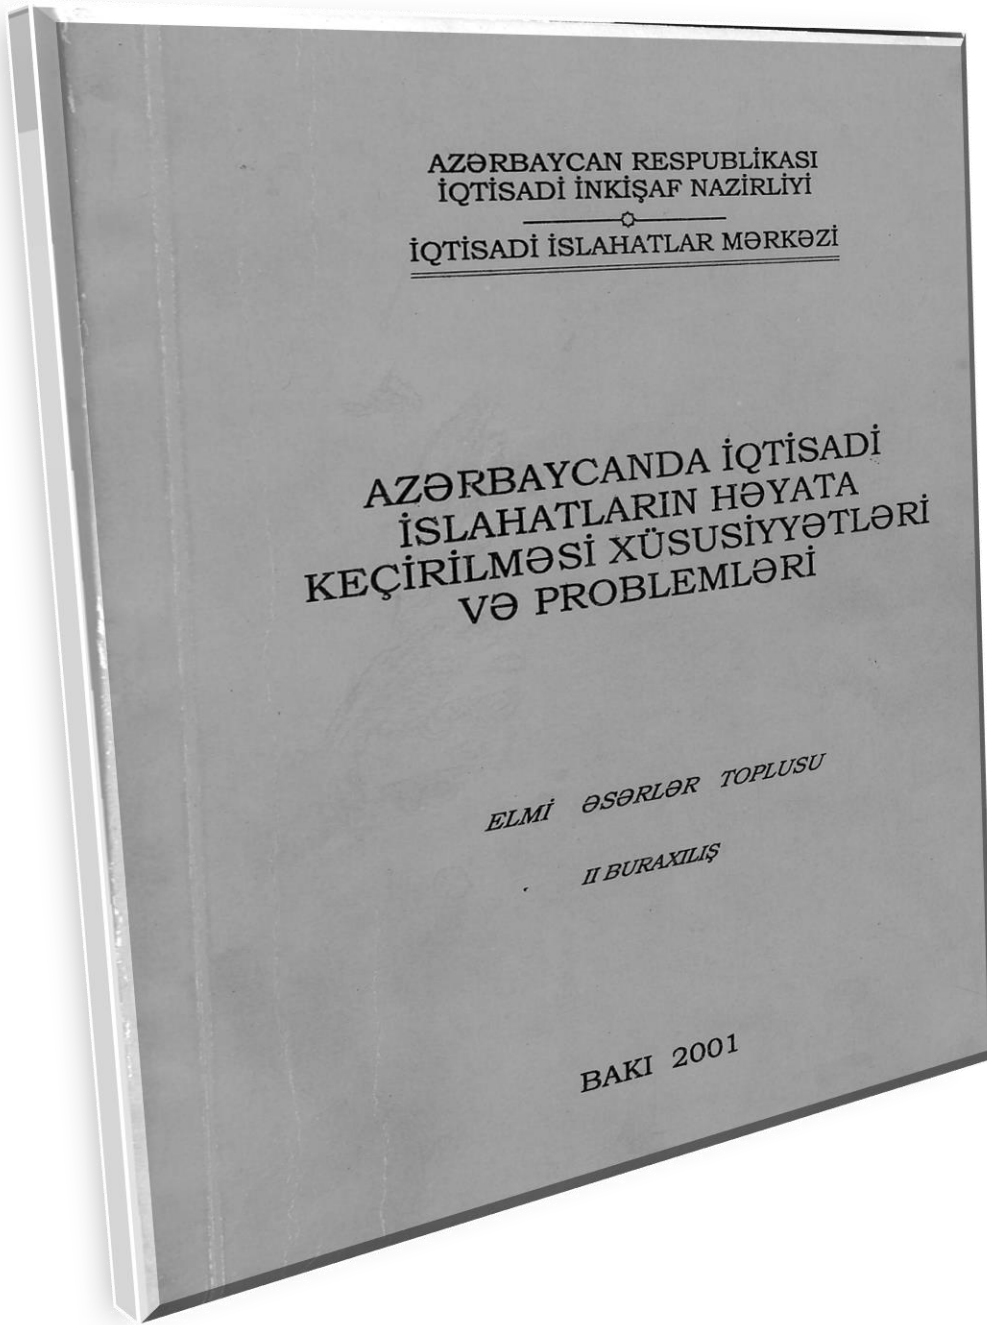 AZƏRBAYCAN RESPUBLİKASI
İQTİSADİ İNKİŞAF NAZİRLİYİ
İQTİSADİ İSLAHATLAR MƏRKƏZİ
AZƏRBAYCANDA İQTİSADİ
İSLAHATLARIN HƏYATA
KEÇİRİLMƏSİ XÜSUSİYYƏTLƏRİ
VƏ PROBLEMLƏRİ
ELMİ ƏSƏRLƏR TOPLUSU
II BURAXILIŞ
BAKI 2001